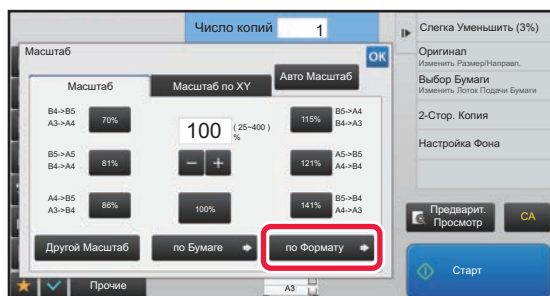 Число копий 1
Слегка Уменьшить (3%)
Масштаб
OK
Оригинал
Изменить Размер/Направл.
Масштаб
Масштаб по XY
Авто Масштаб
Выбор Бумаги
Изменить Лоток Подачи Бумаги
B4->B5
A3->A4
70%
100
(25~400)
%
115%
B5->A4
B4->A3
2-Стор. Копия
Настройка Фона
B5->A5
B4->A4
81%
− +
121%
A5->B5
B4->A4
A4->B5
A3->B4
86%
100%
141%
B5->B4
A4->A3
Предварит.
Просмотр
CA
Другой Масштаб
по Бумаге
по Формату
Старт
Прочие
A3